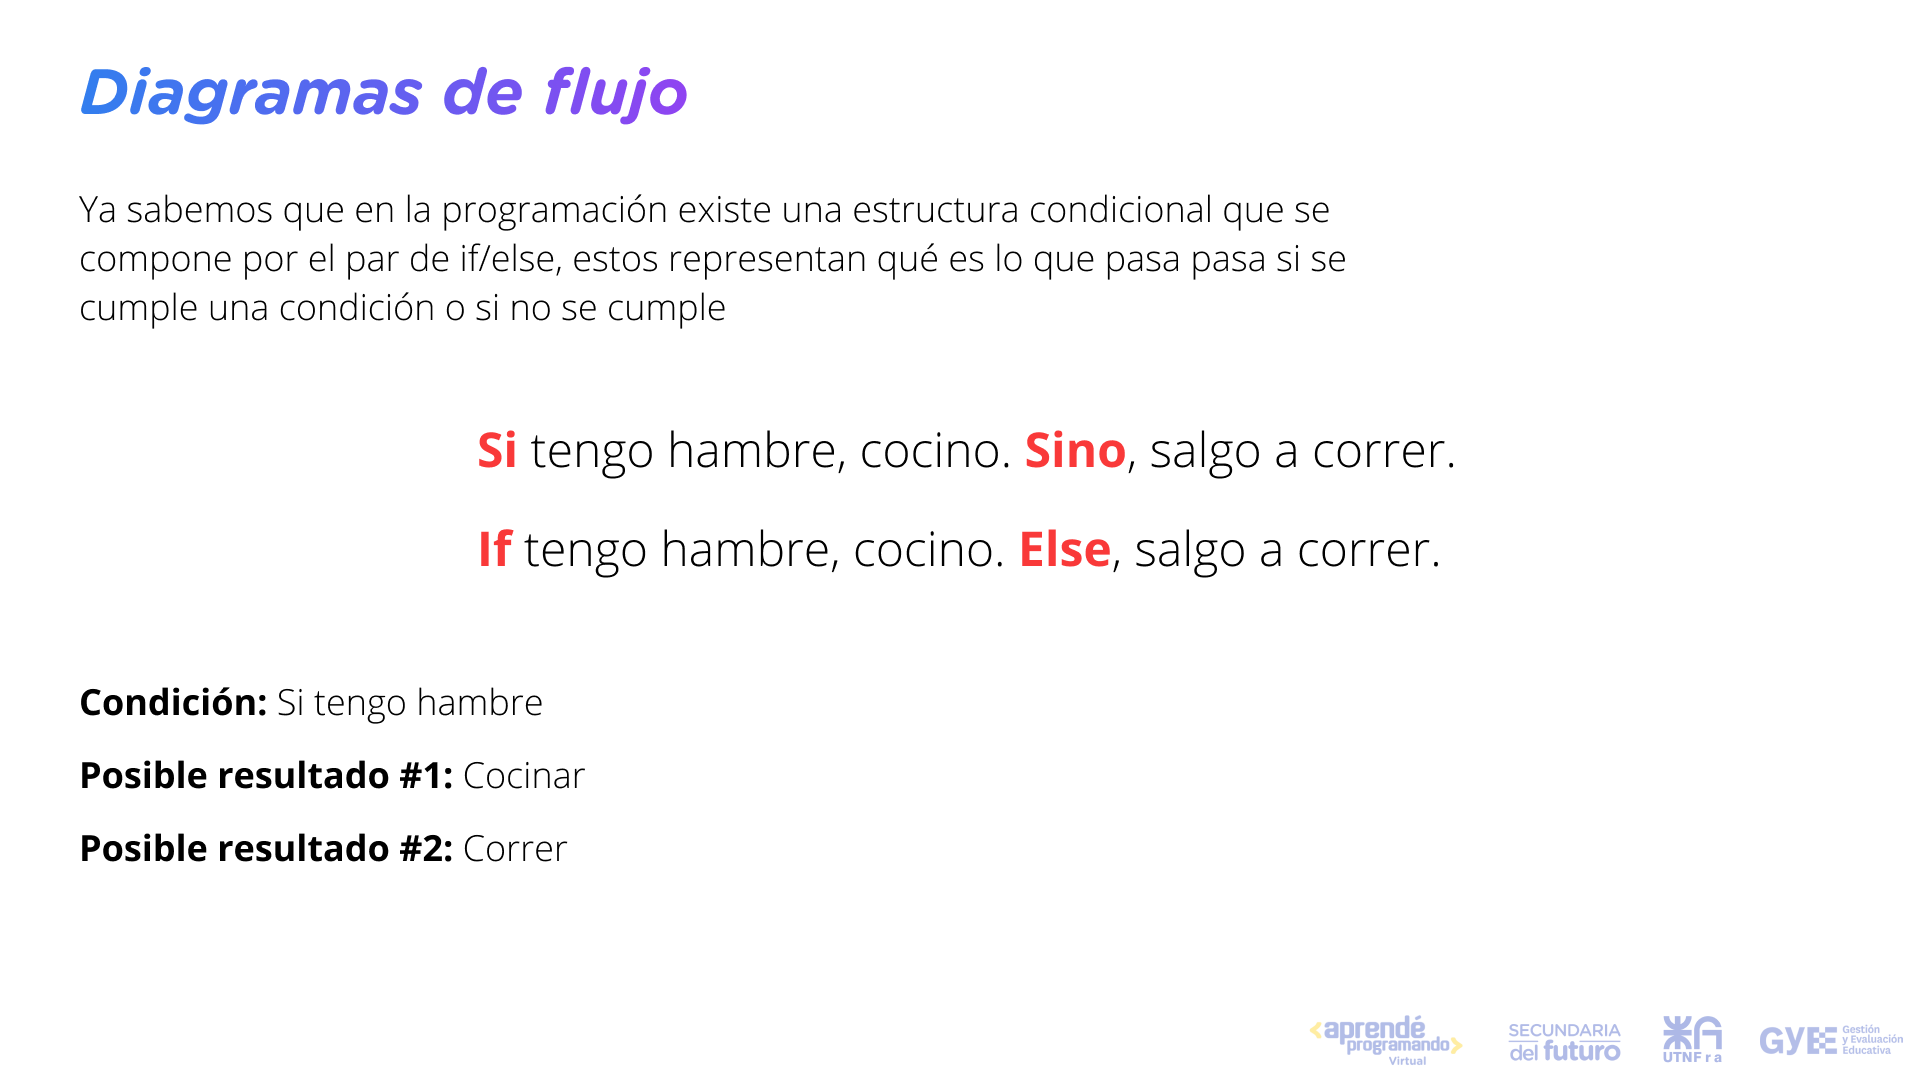 Diagramas de flujo
Ya sabemos que en la programación existe una estructura condicional que se
compone por el par de if/else, estos representan qué es lo que pasa pasa si se
cumple una condición o si no se cumple
Si tengo hambre, cocino. Sino, salgo a correr.
If tengo hambre, cocino. Else, salgo a correr.
Condición: Si tengo hambre
Posible resultado #1: Cocinar
Posible resultado #2: Correr
<aprendé
programando>
Virtual
SECUNDARIA
del futuro
UTNFra
GyEE
Gestión
y Evaluación
Educativa